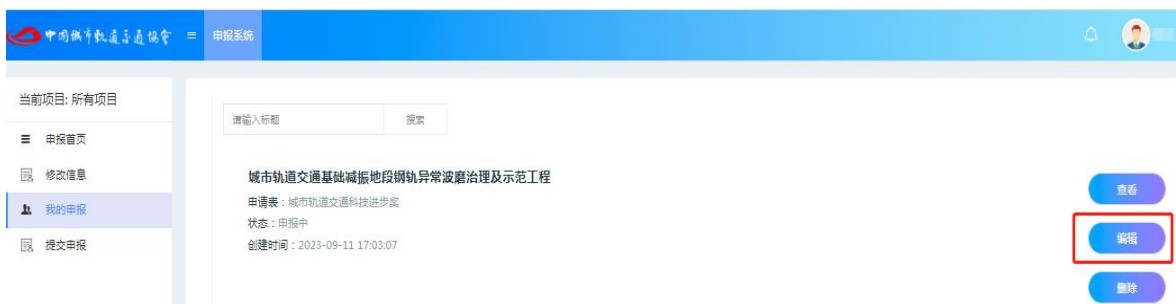 中国城市轨道交通协会 申报系统
当前项目: 所有项目
申报首页
修改信息
我的申报
提交申报
请输入标题 搜索
城市轨道交通基础减振地段钢轨异常波磨治理及示范工程
申请表：城市轨道交通科技进步奖
状态：申报中
创建时间：2023-09-11 17:03:07
查看
编辑
删除